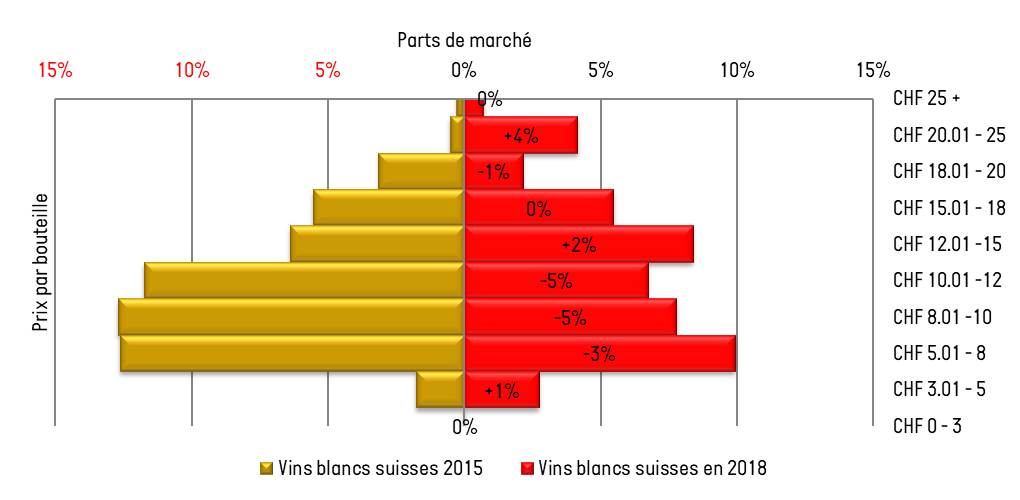 Parts de marché
15% 10% 5% 0% 5% 10% 15%
0% CHF 25 +
+4% CHF 20.01 - 25
-1% CHF 18.01 - 20
0% CHF 15.01 - 18
+2% CHF 12.01 -15
-5% CHF 10.01 -12
-5% CHF 8.01 -10
-3% CHF 5.01 - 8
+1% CHF 3.01 - 5
0% CHF 0 - 3
Prix par bouteille
Vins blancs suisses 2015 Vins blancs suisses en 2018